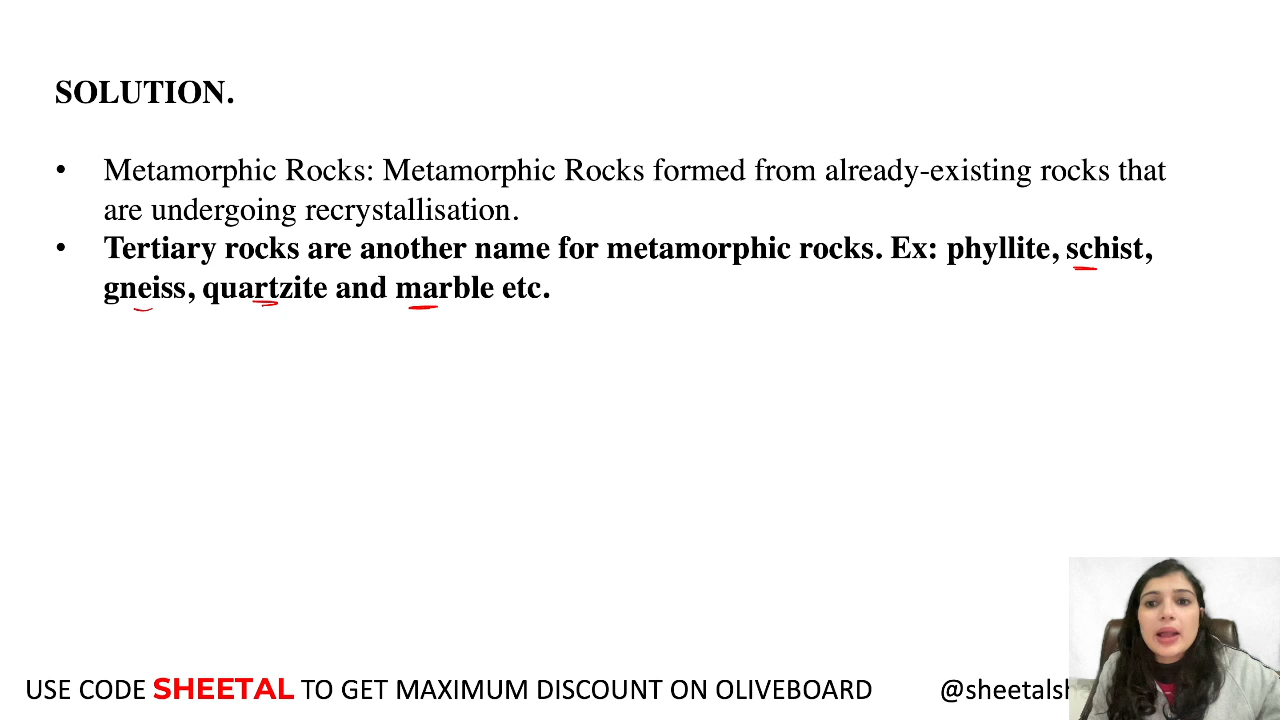 SOLUTION.
• Metamorphic Rocks: Metamorphic Rocks formed from already-existing rocks that
are undergoing recrystallisation.
• Tertiary rocks are another name for metamorphic rocks. Ex: phyllite, schist,
gneiss, quartzite and marble etc.
USE CODE SHEETAL TO GET MAXIMUM DISCOUNT ON OLIVEBOARD